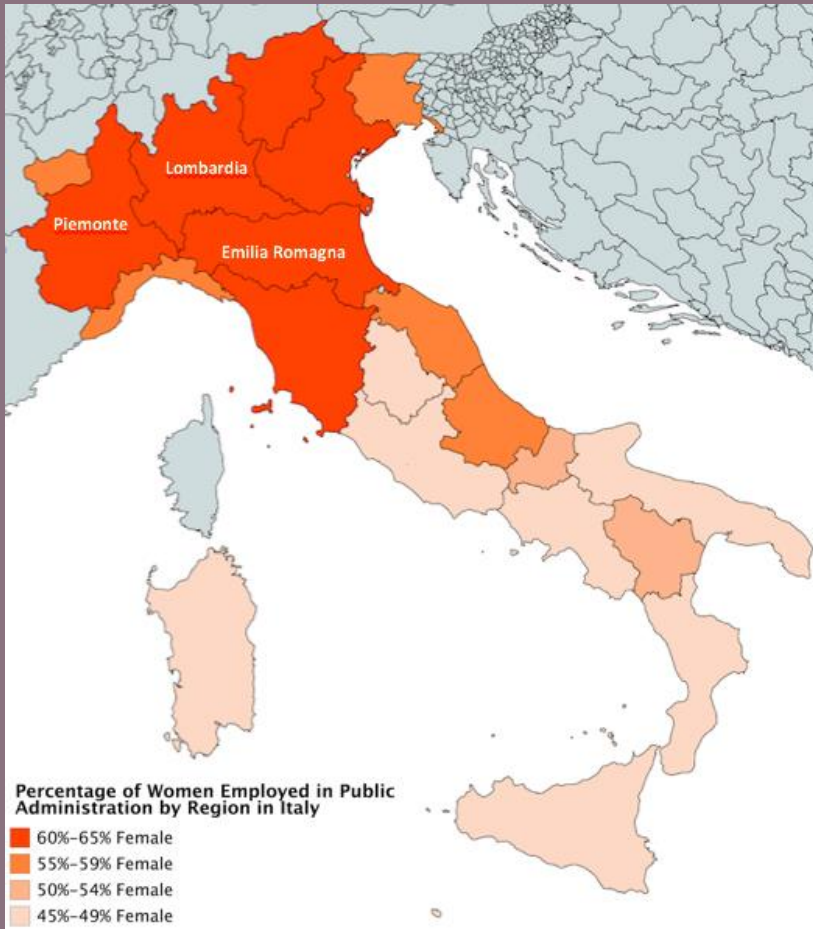 Lombardia
Piemonte
Emilia Romagna
Percentage of Women Employed in Public
Administration by Region in Italy
60%-65% Female
55%-59% Female
50%-54% Female
45%-49% Female